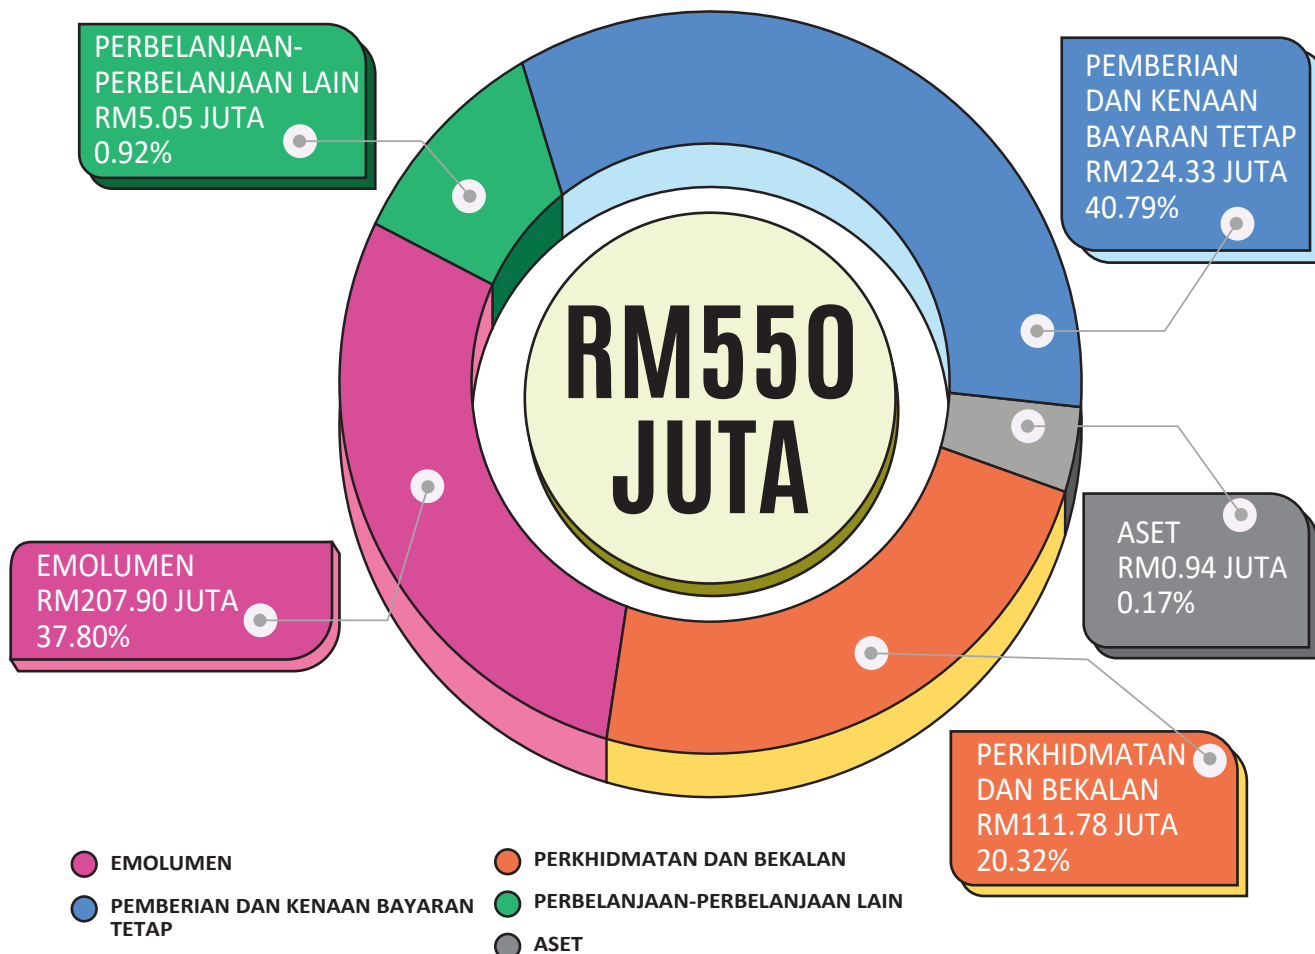 PERBELANJAAN-
PERBELANJAAN LAIN
RM5.05 JUTA
0.92%
PEMBERIAN
DAN KENAAN
BAYARAN TETAP
RM224.33 JUTA
40.79%
RM550
JUTA
EMOLUMEN
RM207.90 JUTA
37.80%
ASET
RM0.94 JUTA
0.17%
PERKHIDMATAN
DAN BEKALAN
RM111.78 JUTA
20.32%
EMOLUMEN
PEMBERIAN DAN KENAAN BAYARAN
TETAP
PERKHIDMATAN DAN BEKALAN
PERBELANJAAN-PERBELANJAAN LAIN
ASET